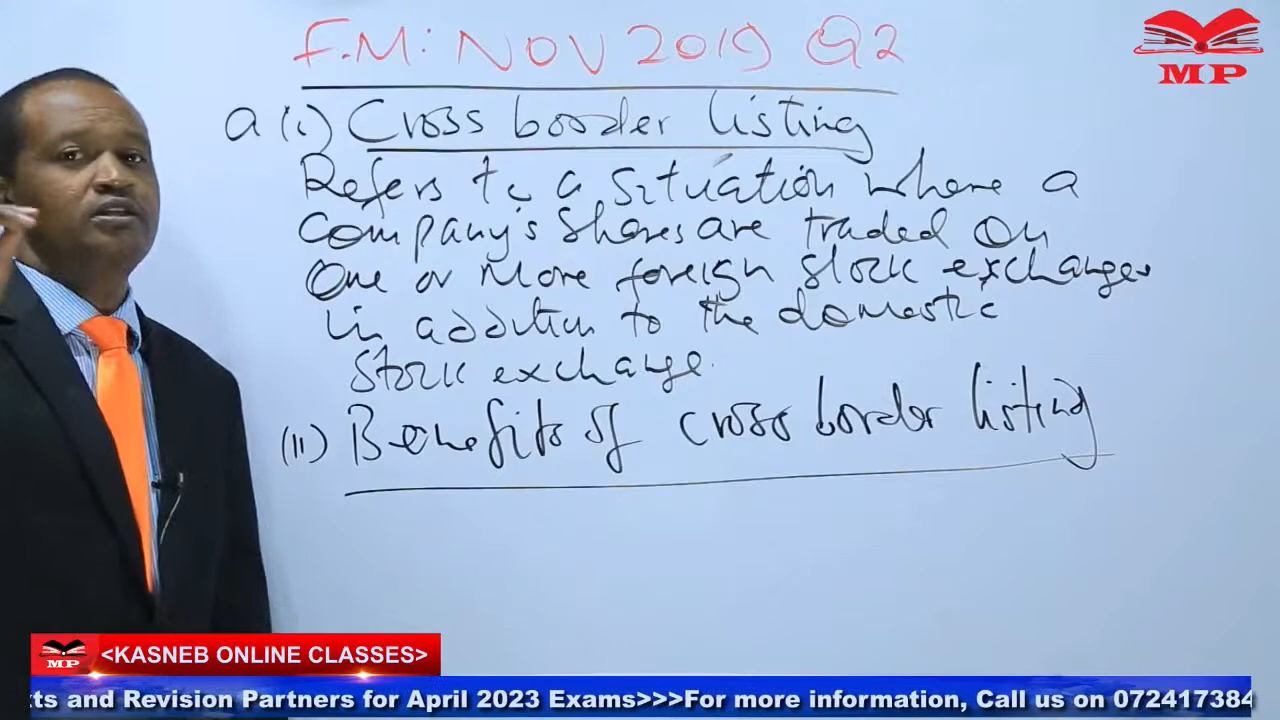 F.M: NOV 2019 Q2
MP
a (i) Cross border listing
Refers to a situation where a
Company's Shares are traded on
One or more foreign stock exchanges
in addition to the domestic
Stock exchange.
(ii) Benefits of cross border listing
MP
<KASNEB ONLINE CLASSES>
xts and Revision Partners for April 2023 Exams>>>For more information, Call us on 072417384